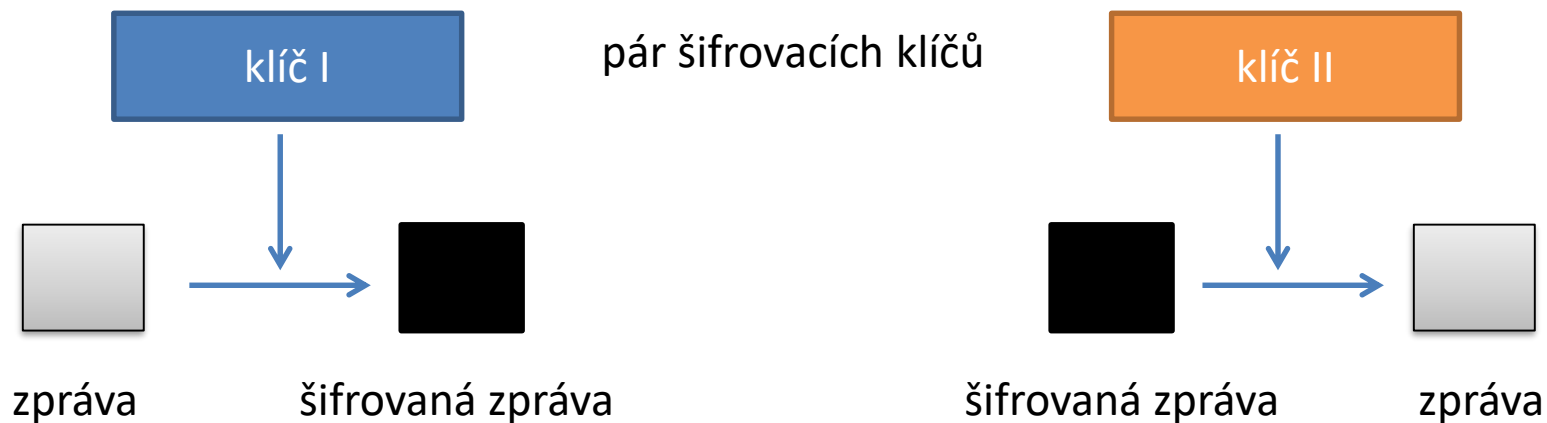 klíč I
pár šifrovacích klíčů
klíč II
zpráva
šifrovaná zpráva
šifrovaná zpráva
zpráva